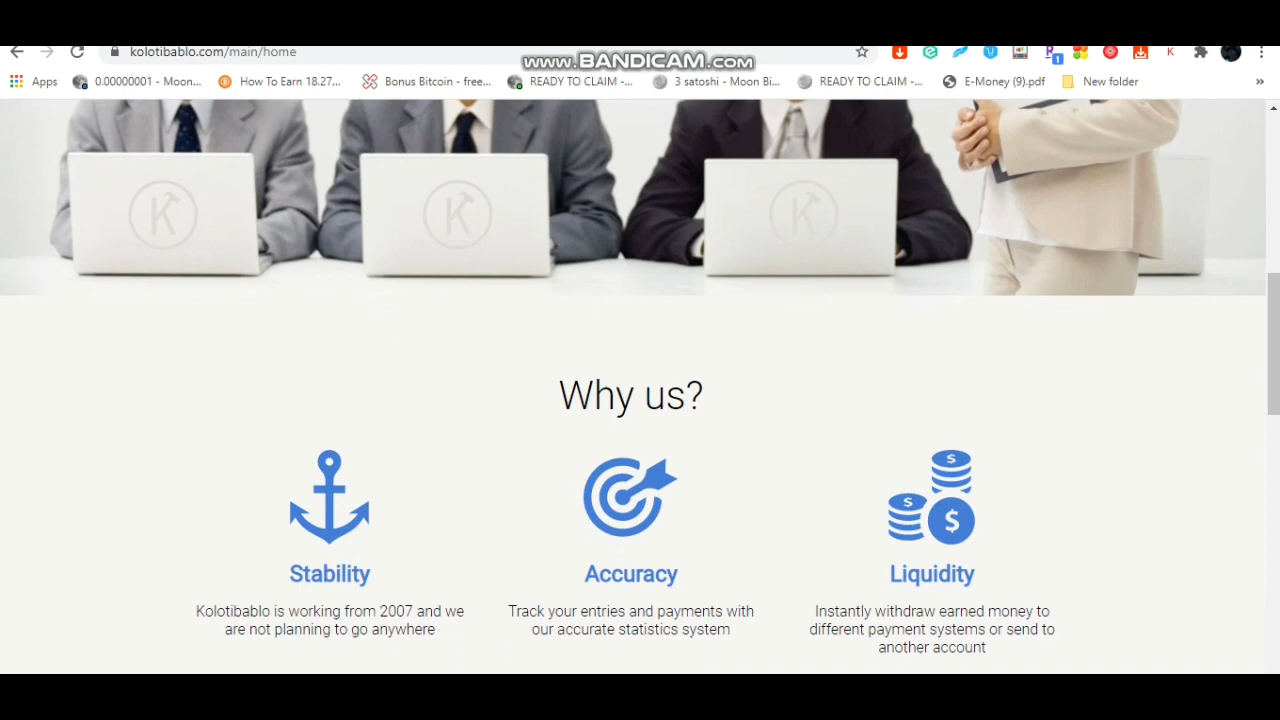 kolotibablo.com/main/home
www.BANDICAM.com
Apps
0.00000001 - Moon...
How To Earn 18.27...
Bonus Bitcoin - free...
READY TO CLAIM -...
3 satoshi - Moon Bi...
READY TO CLAIM -...
E-Money (9).pdf
New folder
»
K
K
K
Why us?
Stability
Accuracy
Liquidity
Kolotibablo is working from 2007 and we
are not planning to go anywhere
Track your entries and payments with
our accurate statistics system
Instantly withdraw earned money to
different payment systems or send to
another account